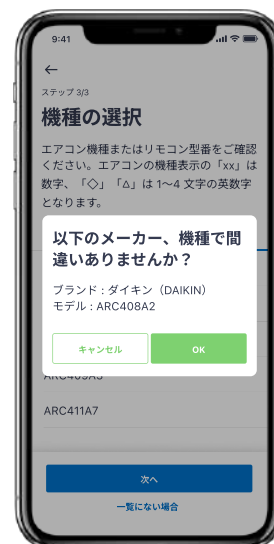 9:41
ステップ 3/3
機種の選択
エアコン機種またはリモコン型番をご確認
ください。エアコンの機種表示の「xx」は
数字、「◇」「△」は 1〜4 文字の英数字
となります。
以下のメーカー、機種で間
違いありませんか？
ブランド : ダイキン（DAIKIN）
モデル : ARC408A2
キャンセル
OK
ARC411A7
次へ
一覧にない場合